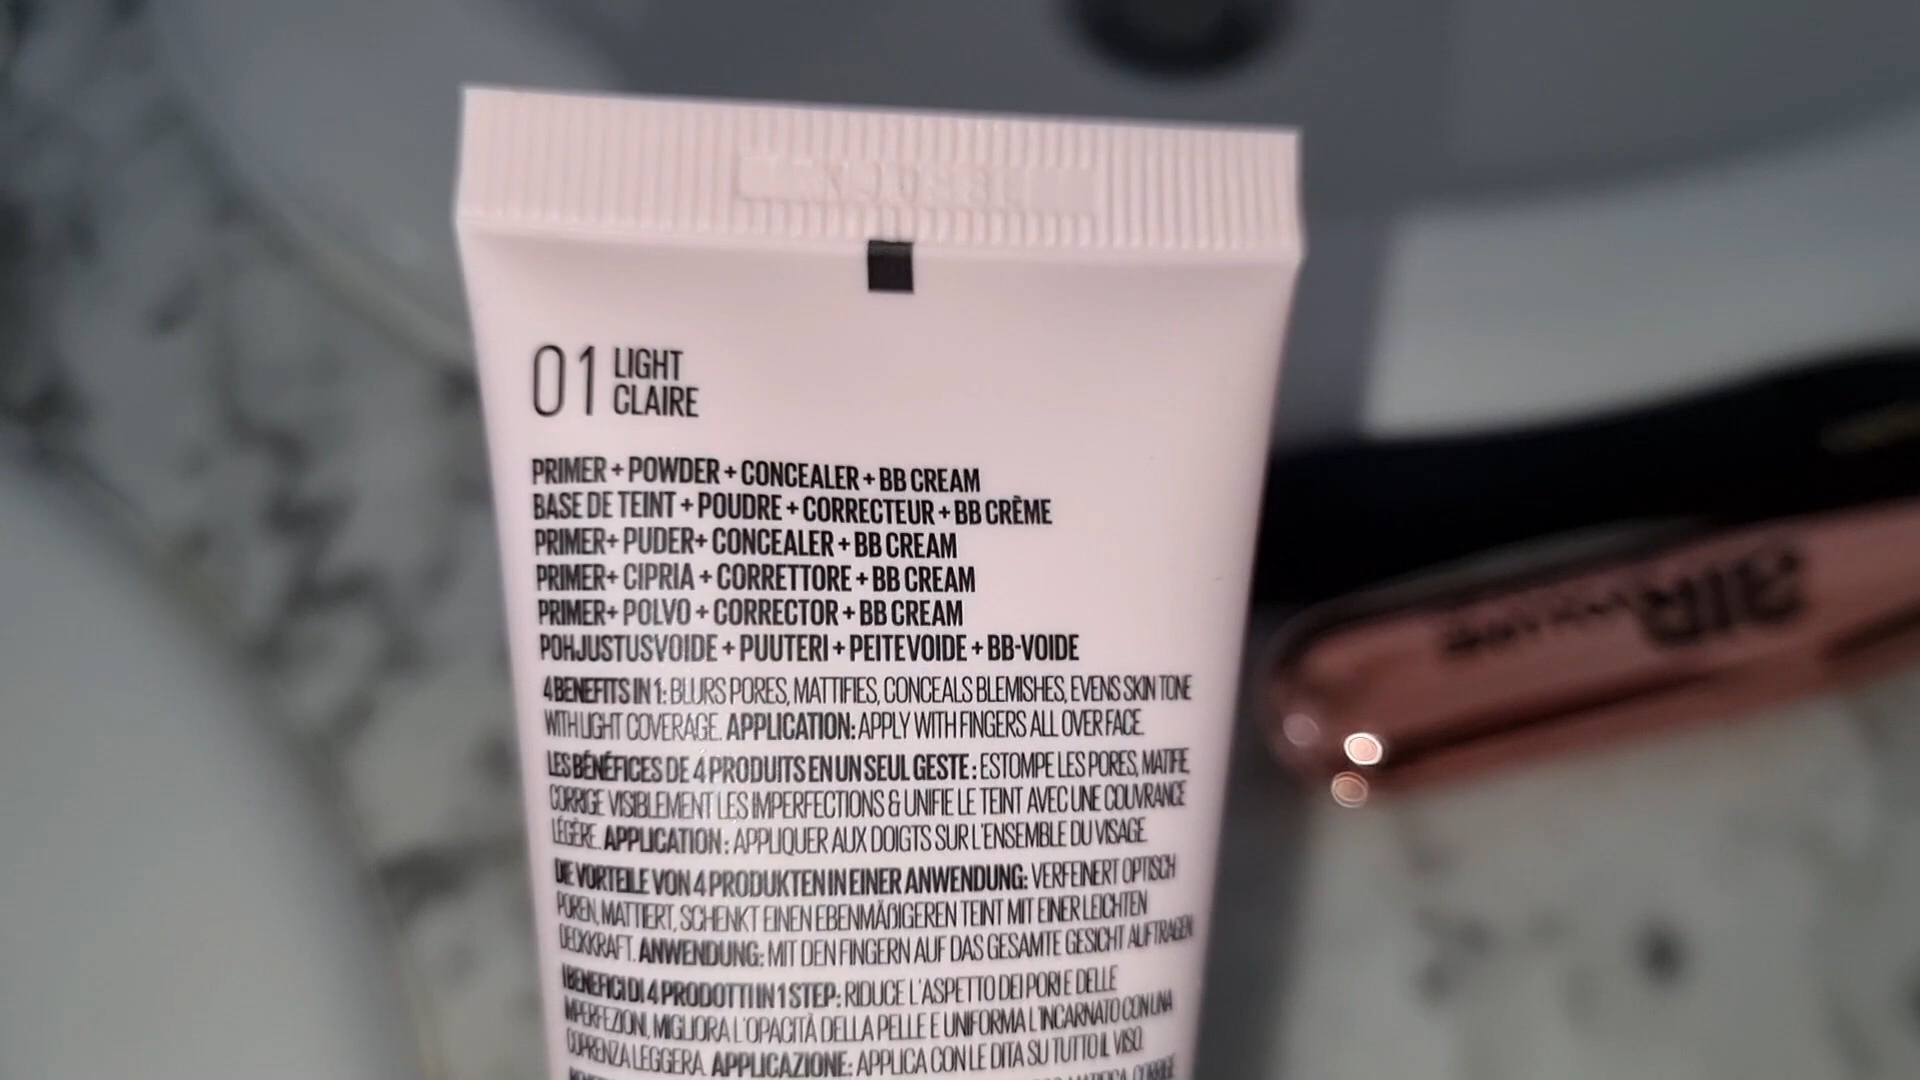 01 LIGHT
CLAIRE
PRIMER + POWDER + CONCEALER + BB CREAM
BASE DE TEINT + POUDRE + CORRECTEUR + BB CRÈME
PRIMER+ PUDER+ CONCEALER + BB CREAM
PRIMER+ CIPRIA + CORRETTORE + BB CREAM
PRIMER+ POLVO + CORRECTOR + BB CREAM
POHJUSTUSVOIDE + PUUTERI + PEITEVOIDE + BB-VOIDE
4 BENEFITS IN 1: BLURS PORES, MATTIFIES, CONCEALS BLEMISHES, EVENS SKIN TONE
WITH LIGHT COVERAGE. APPLICATION: APPLY WITH FINGERS ALL OVER FACE.
LES BÉNÉFICES DE 4 PRODUITS EN UN SEUL GESTE : ESTOMPE LES PORES, MATIFIE,
CORRIGE VISIBLEMENT LES IMPERFECTIONS & UNIFIE LE TEINT AVEC UNE COUVRANCE
LÉGÈRE. APPLICATION : APPLIQUER AUX DOIGTS SUR L'ENSEMBLE DU VISAGE.
DIE VORTEILE VON 4 PRODUKTEN IN EINER ANWENDUNG: VERFEINERT OPTISCH
POREN, MATTIERT, SCHENKT EINEN EBENMÄßIGEREN TEINT MIT EINER LEICHTEN
DECKKRAFT. ANWENDUNG: MIT DEN FINGERN AUF DAS GESAMTE GESICHT AUFTRAGEN.
I BENEFICI DI 4 PRODOTTI IN 1 STEP: RIDUCE L'ASPETTO DEI PORI E DELLE
IMPERFEZIONI, MIGLIORA L'OPACITÀ DELLA PELLE E UNIFORMA L'INCARNATO CON UNA
COPRENZA LEGGERA. APPLICAZIONE: APPLICA CON LE DITA SU TUTTO IL VISO.